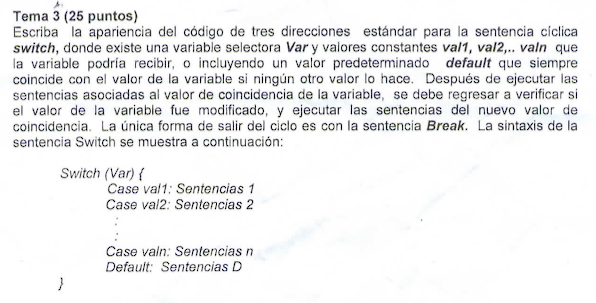 Tema 3 (25 puntos)
Escriba la apariencia del código de tres direcciones estándar para la sentencia cíclica
switch, donde existe una variable selectora Var y valores constantes val1, val2,.. valn que
la variable podría recibir, o incluyendo un valor predeterminado default que siempre
coincide con el valor de la variable si ningún otro valor lo hace. Después de ejecutar las
sentencias asociadas al valor de coincidencia de la variable, se debe regresar a verificar si
el valor de la variable fue modificado, y ejecutar las sentencias del nuevo valor de
coincidencia. La única forma de salir del ciclo es con la sentencia Break. La sintaxis de la
sentencia Switch se muestra a continuación:
Switch (Var) {
Case val1: Sentencias 1
Case val2: Sentencias 2
:
:
Case valn: Sentencias n
Default: Sentencias D
}